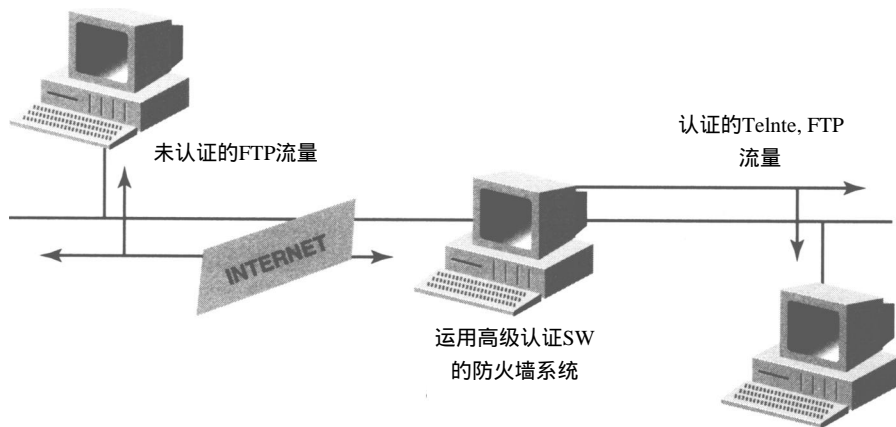 未认证的FTP流量
认证的Telnte, FTP
流量
INTERNET
运用高级认证SW
的防火墙系统